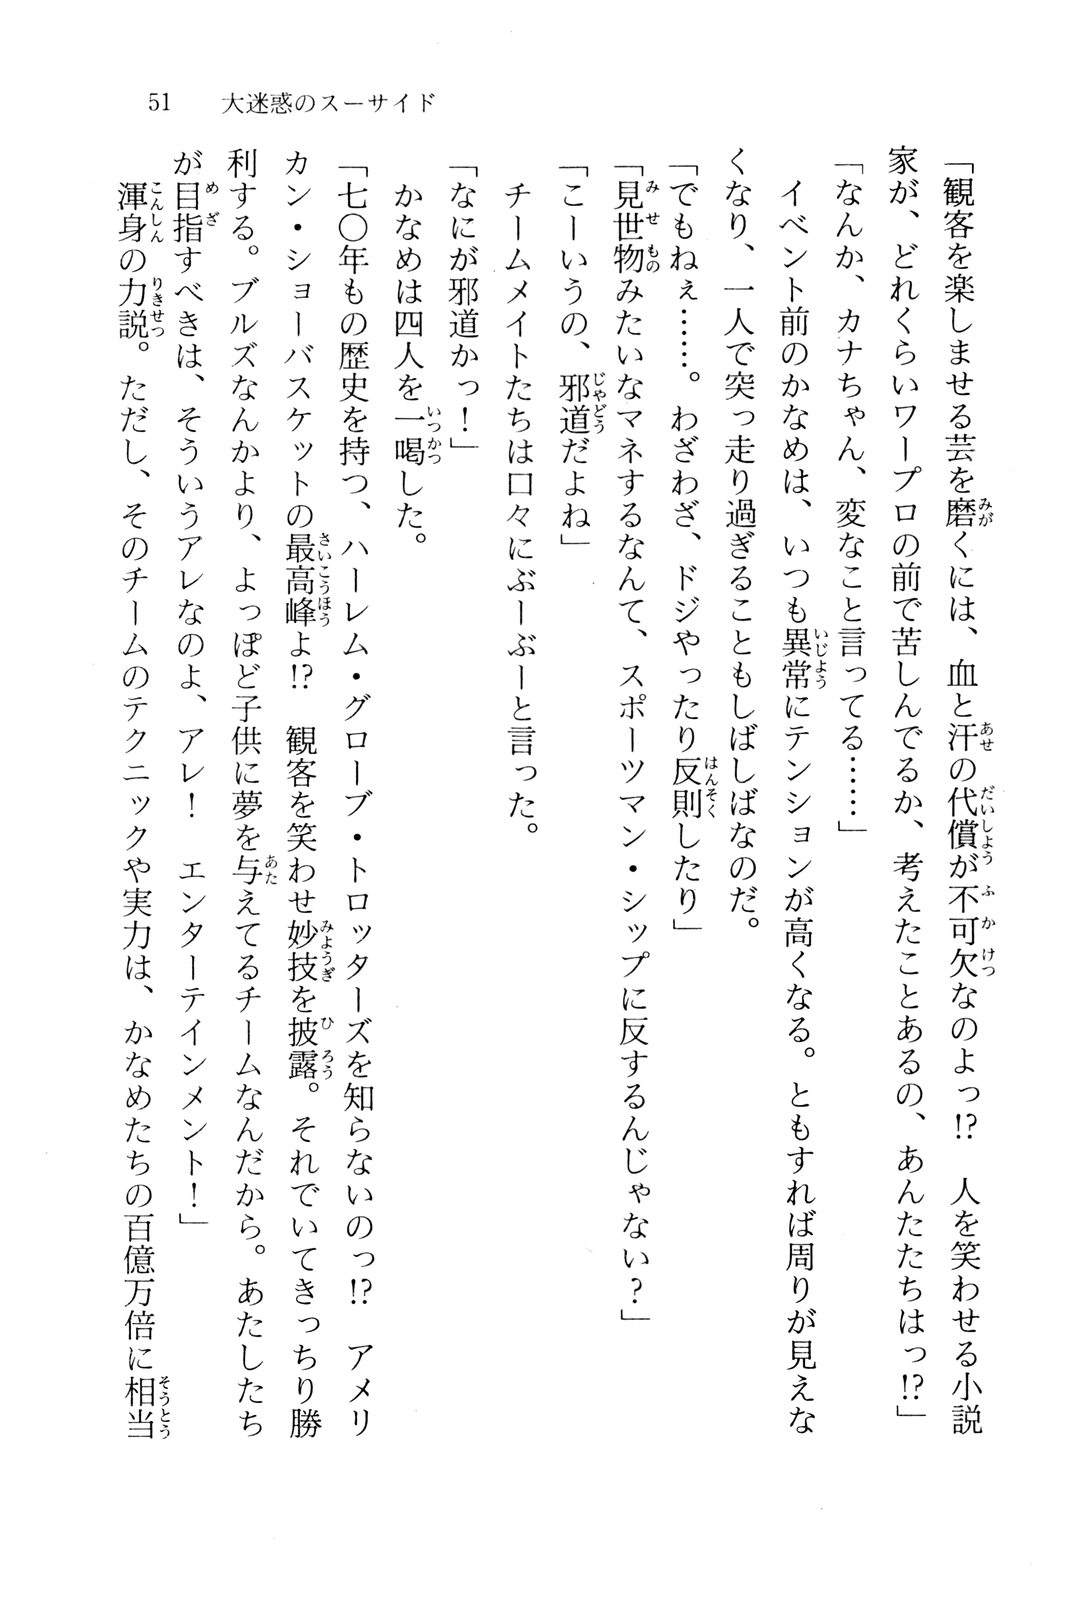 51　大迷惑のスーサイド
「観客を楽しませる芸を磨くには、血と汗の代償が不可欠なのよっ!?　人を笑わせる小説
家が、どれくらいワープロの前で苦しんでるか、考えたことあるの、あんたたちはっ!?」
「なんか、カナちゃん、変なこと言ってる……」
　イベント前のかなめは、いつも異常にテンションが高くなる。ともすれば周りが見えな
くなり、一人で突っ走り過ぎることもしばしばなのだ。
「でもねぇ……。わざわざ、ドジやったり反則したり」
「見世物みたいなマネするなんて、スポーツマン・シップに反するんじゃない？」
「こーいうの、邪道だよね」
　チームメイトたちは口々にぶーぶーと言った。
「なにが邪道かっ！」
　かなめは四人を一喝した。
「七〇年もの歴史を持つ、ハーレム・グローブ・トロッターズを知らないのっ!?　アメリ
カン・ショーバスケットの最高峰よ!?　観客を笑わせ妙技を披露。それでいてきっちり勝
利する。ブルズなんかより、よっぽど子供に夢を与えてるチームなんだから。あたしたち
が目指すべきは、そういうアレなのよ、アレ！　エンターテインメント！」
　渾身の力説。ただし、そのチームのテクニックや実力は、かなめたちの百億万倍に相当